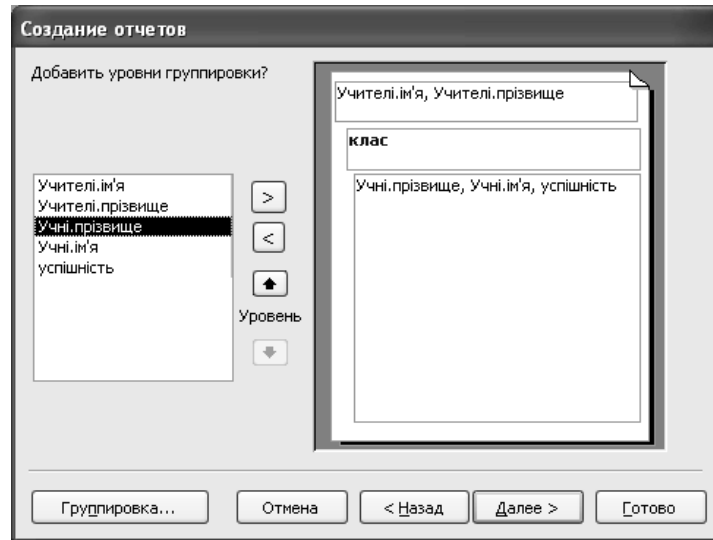 Создание отчетов
Добавить уровни группировки?
Учителі.ім'я
Учителі.прізвище
Учні.прізвище
Учні.ім'я
успішність
>
<
Уровень
Учителі.ім'я, Учителі.прізвище
клас
Учні.прізвище, Учні.ім'я, успішність
Группировка...
Отмена
< Назад
Далее >
Готово